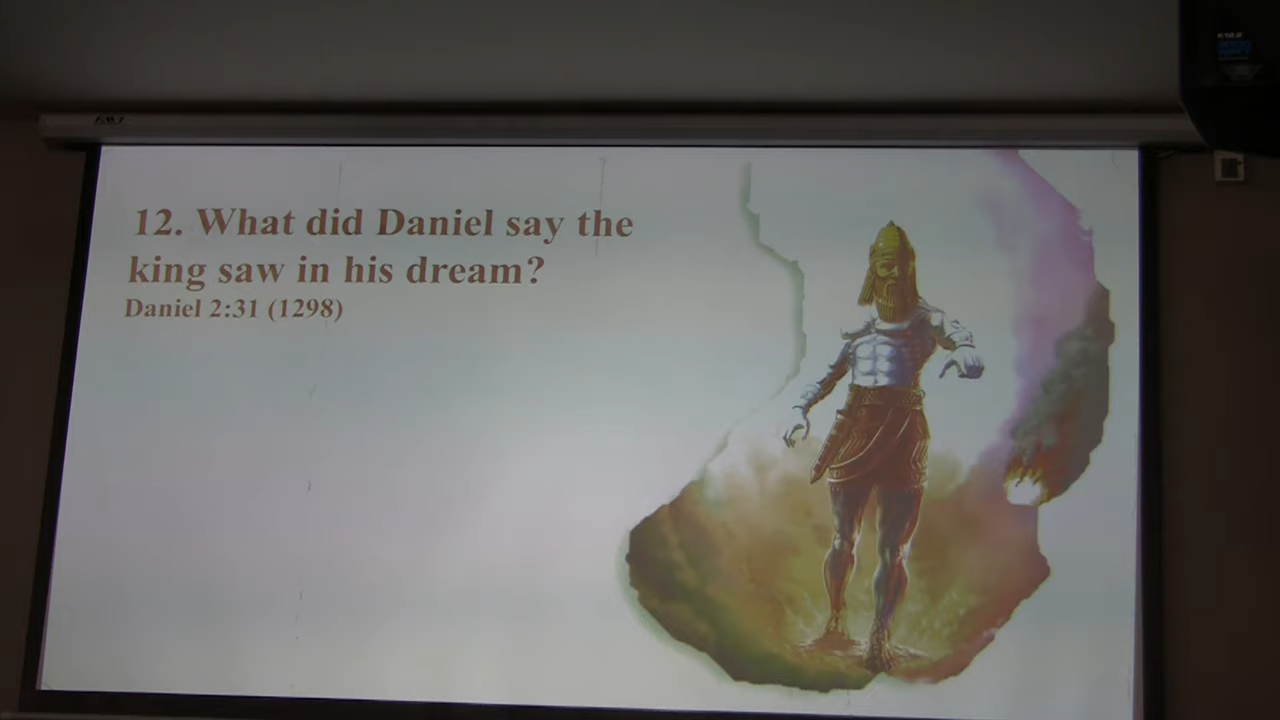 12. What did Daniel say the
king saw in his dream?
Daniel 2:31 (1298)